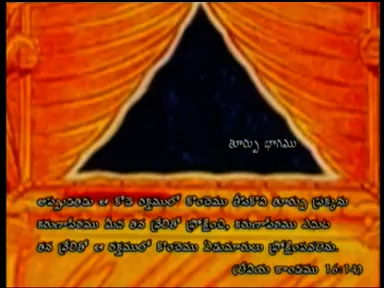 తూర్పు భాగము
అప్పుడతడు ఆ కోడె రక్తములో కొంచెము తీసికొని తూర్పు ప్రక్కను
కరుణాపీఠము మీద తన వ్రేలితో ప్రోక్షించి, కరుణాపీఠము ఎదుట
తన వ్రేలితో ఆ రక్తములో కొంచెము ఏడుమారులు ప్రోక్షింపవలెను.
(లేవియ కాండము 16:14)